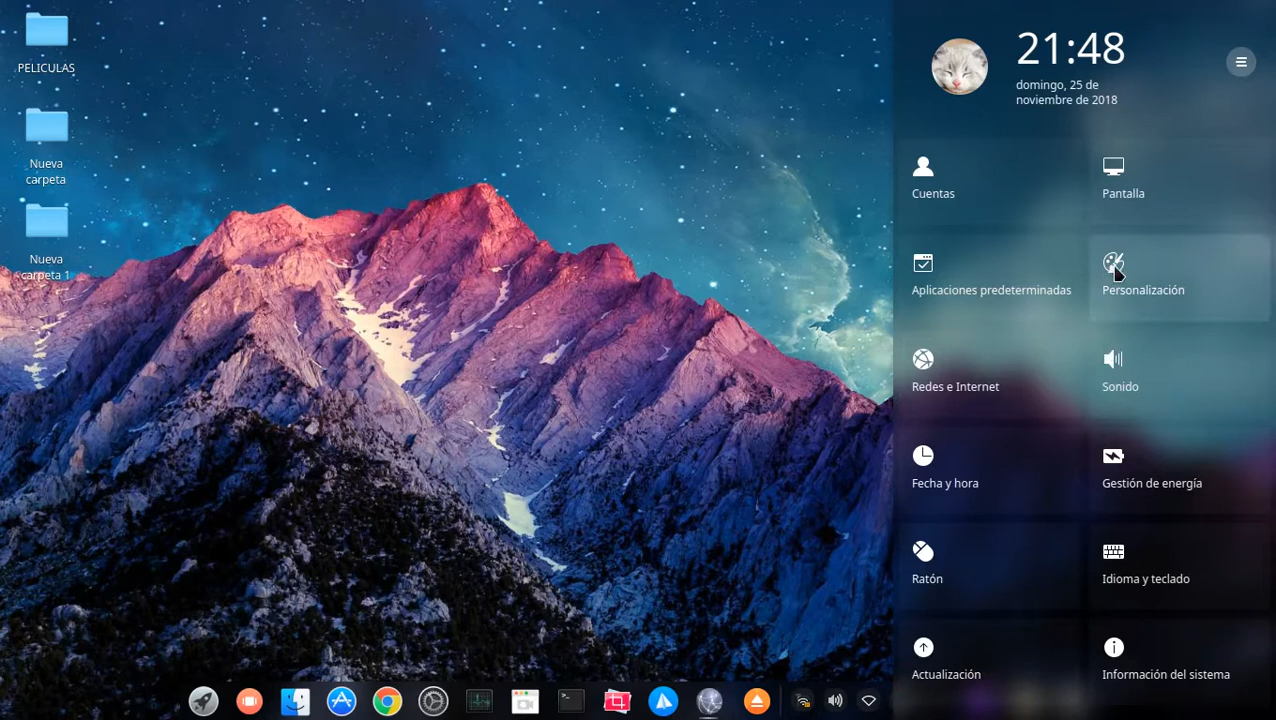 PELICULAS
Nueva
carpeta
Nueva
carpeta 1
21:48
domingo, 25 de
noviembre de 2018
Cuentas
Pantalla
Aplicaciones predeterminadas
Personalización
Redes e Internet
Sonido
Fecha y hora
Gestión de energía
Ratón
Idioma y teclado
Actualización
Información del sistema